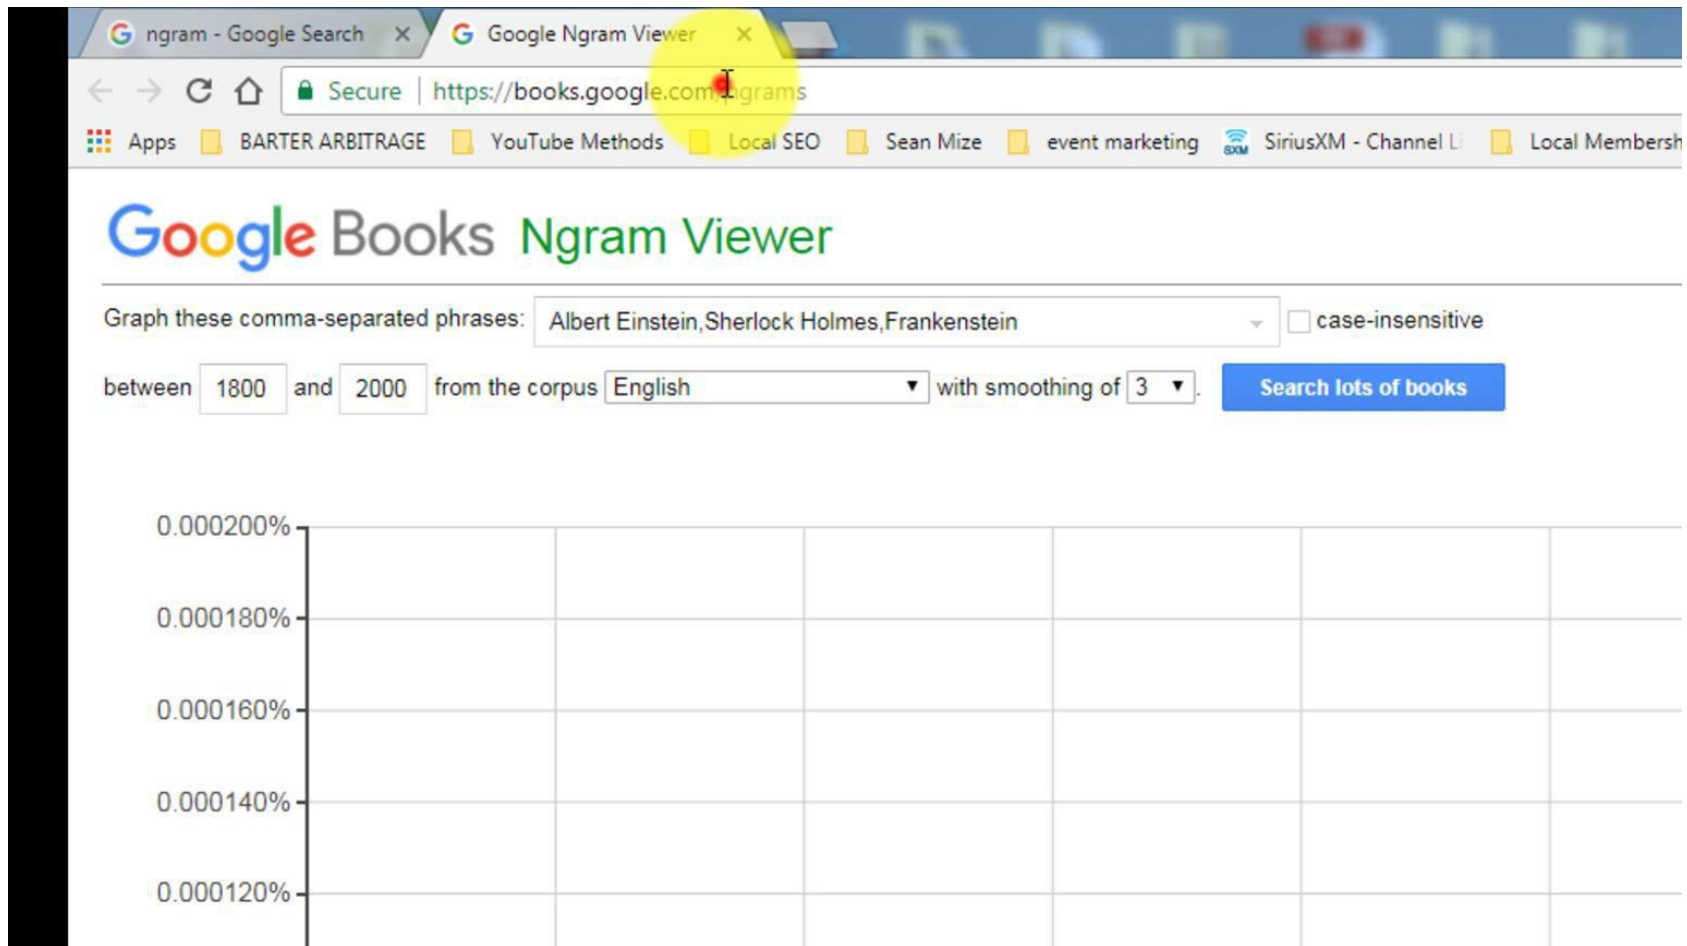 ngram - Google Search
Google Ngram Viewer
Secure | https://books.google.com/ngrams
Apps BARTER ARBITRAGE YouTube Methods Local SEO Sean Mize event marketing SXM SiriusXM - Channel Li Local Membersh
Google Books Ngram Viewer
Graph these comma-separated phrases: Albert Einstein,Sherlock Holmes,Frankenstein case-insensitive
between 1800 and 2000 from the corpus English with smoothing of 3 . Search lots of books
0.000200%
0.000180%
0.000160%
0.000140%
0.000120%